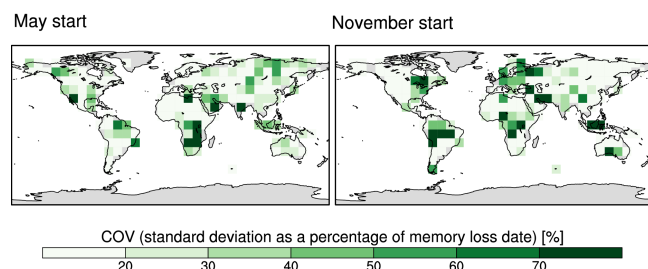 May start
November start
COV (standard deviation as a percentage of memory loss date) [%]
20 30 40 50 60 70